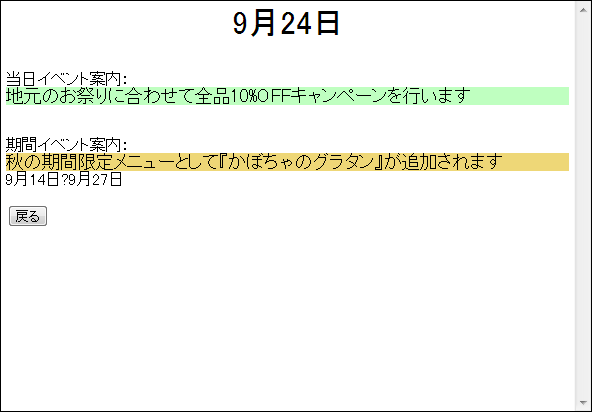 9月24日
当日イベント案内:
地元のお祭りに合わせて全品10%OFFキャンペーンを行います
期間イベント案内:
秋の期間限定メニューとして『かぼちゃのグラタン』が追加されます
9月14日?9月27日
戻る